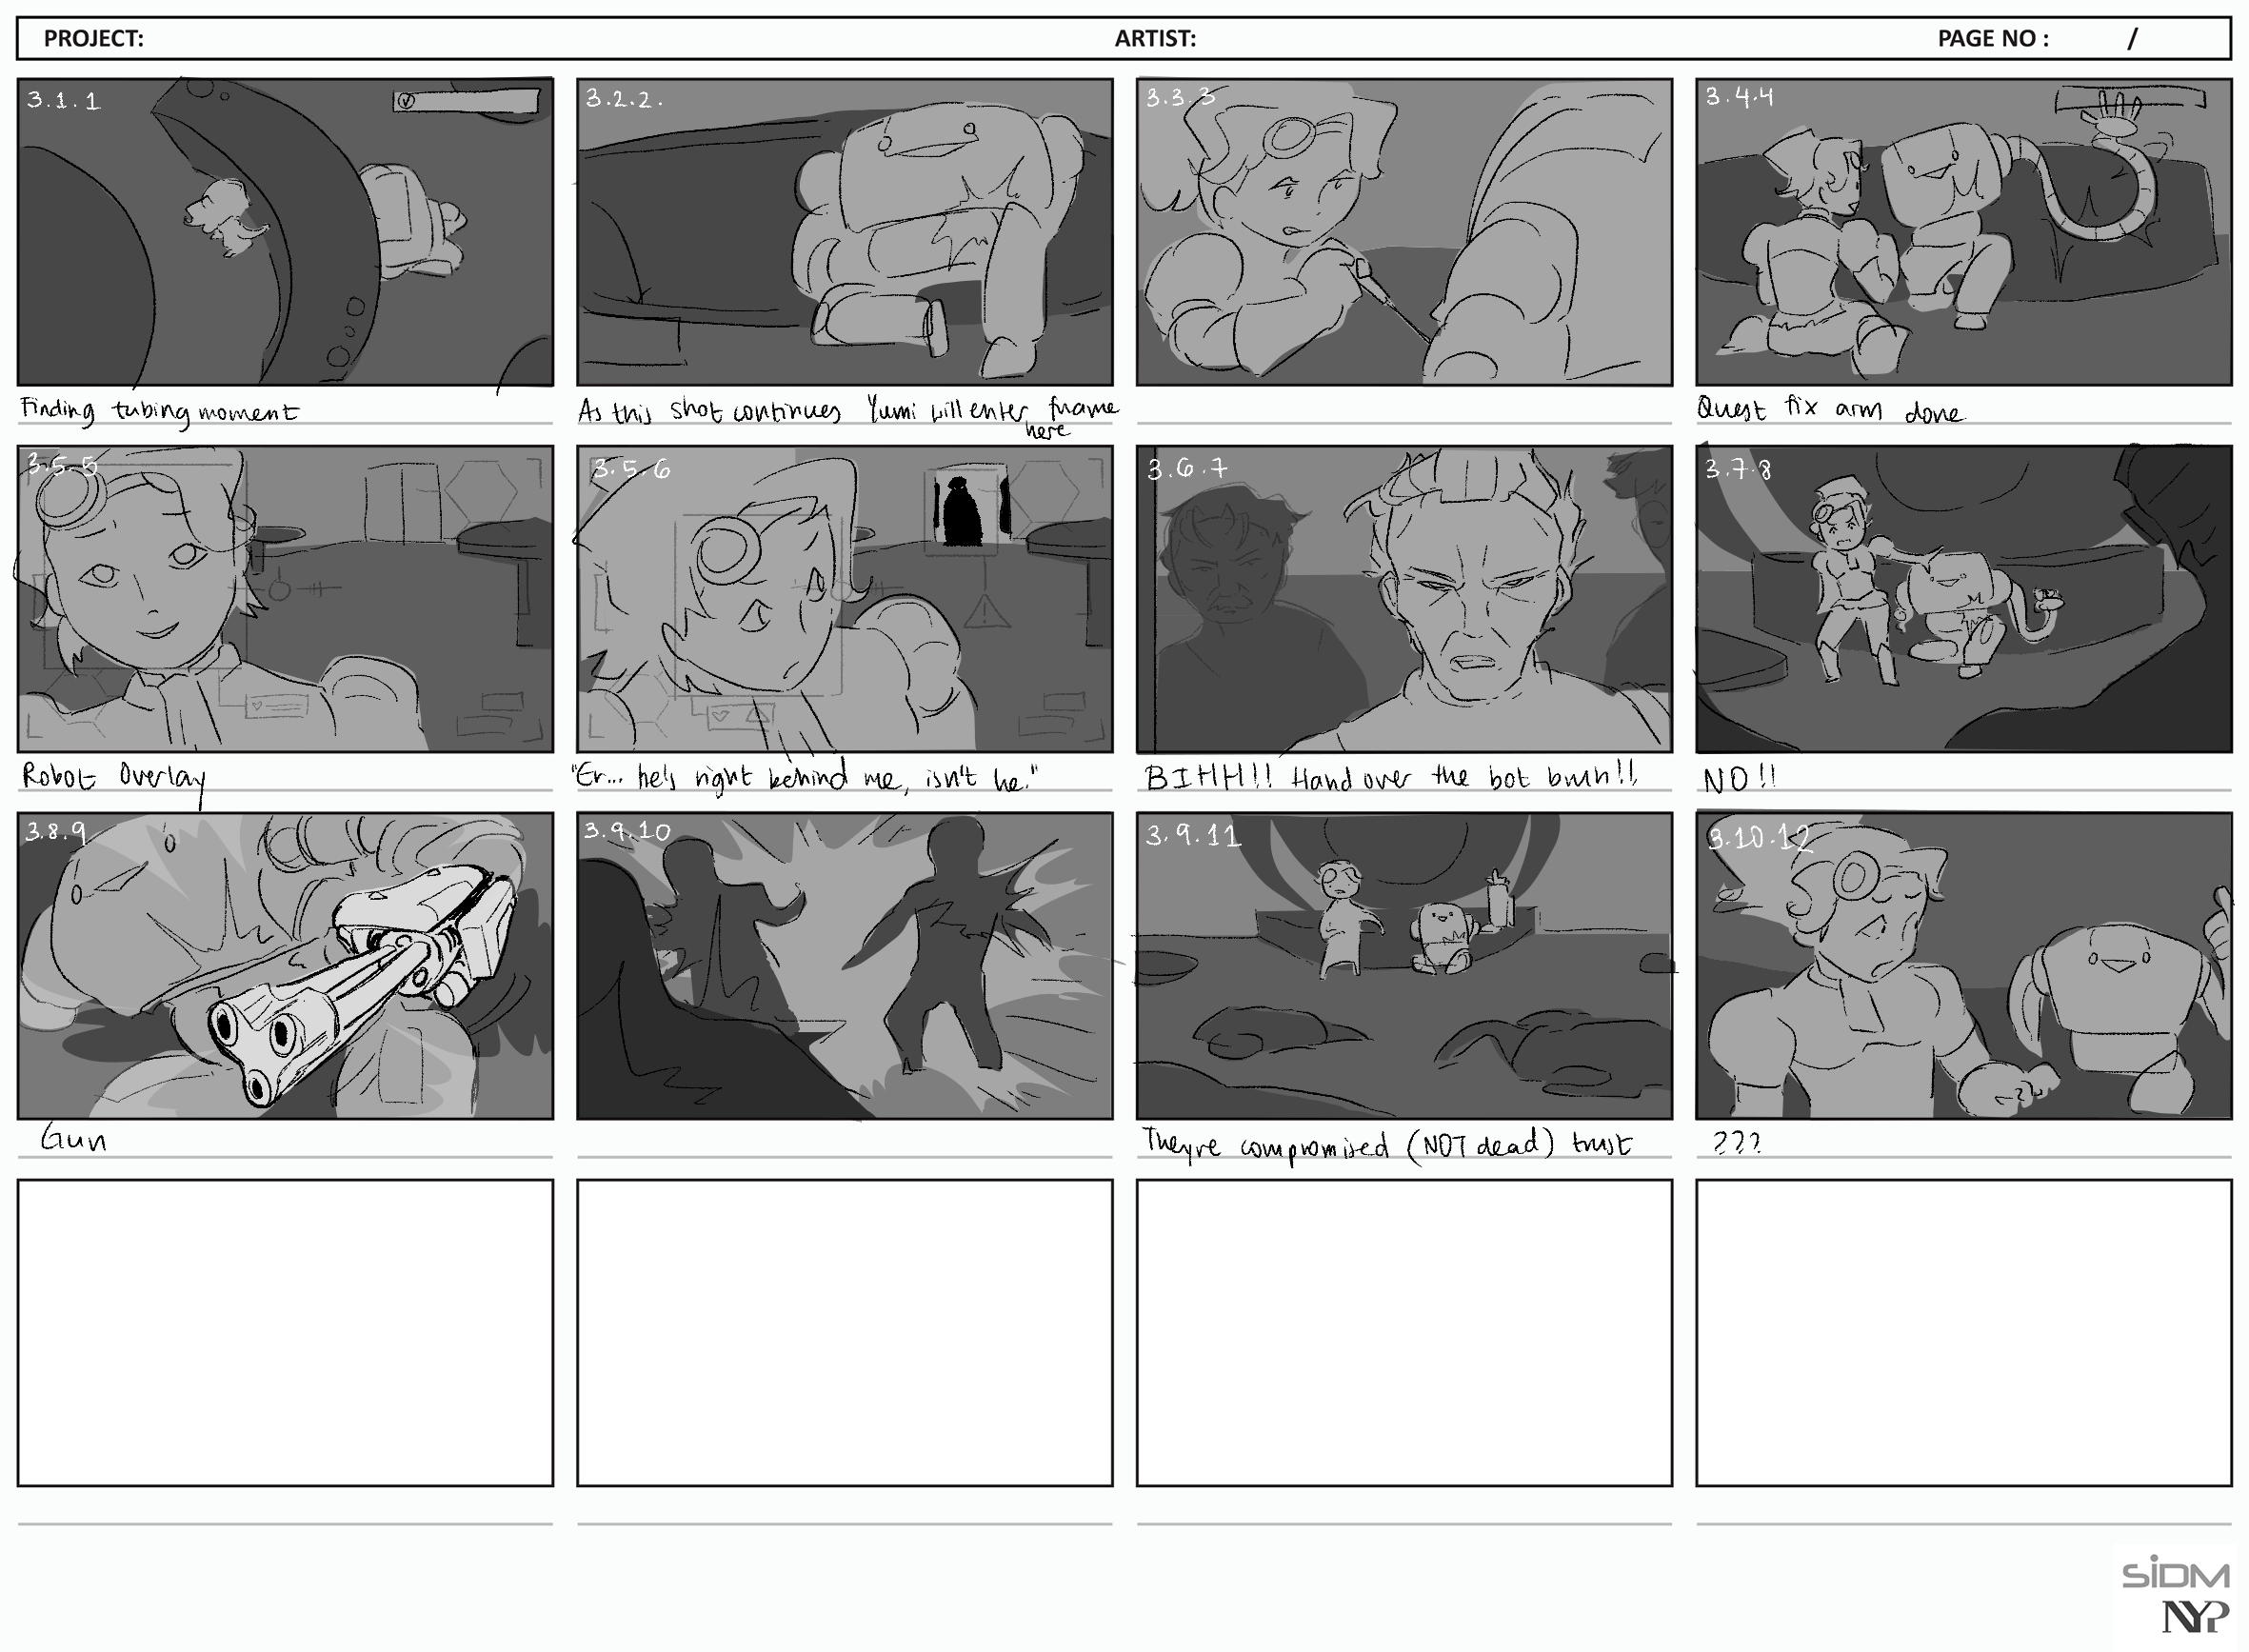 PROJECT: ARTIST: PAGE NO : /
3.1.1
3.2.2.
3.3.3
3.4.4
Finding tubing moment
As this shot continues Yumi will enter frame
here
Quest fix arm done
3.5.5
3.5.6
3.6.7
3.7.8
Robot Overlay
"Er... he's right behind me, isn't he."
BIHH!! Hand over the bot bruh!!
NO!!
3.8.9
3.9.10
3.9.11
3.10.12
Gun
They're compromised (NOT dead) trust
???
SiDM
NYP